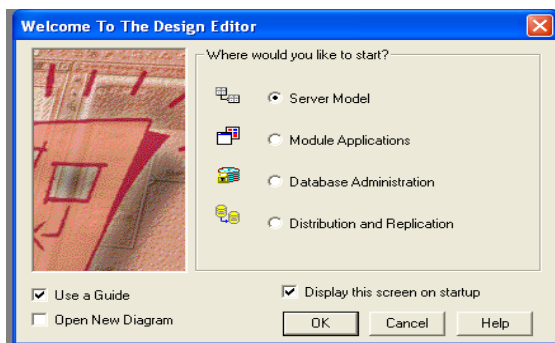 Welcome To The Design Editor
Where would you like to start?
Server Model
Module Applications
Database Administration
Distribution and Replication
Use a Guide
Display this screen on startup
Open New Diagram
OK
Cancel
Help